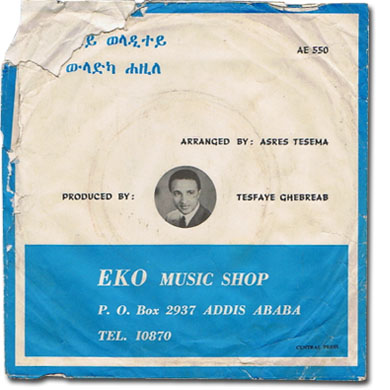 ይ ወላዲተይ
AE 550
ውላድካ ሐዚለ
ARRANGED BY: ASRES TESEMA
PRODUCED BY: TESFAYE GHEBREAB
EKO MUSIC SHOP
P. O. Box 2937 ADDIS ABABA
TEL. 10870
CENTRAL PRESS